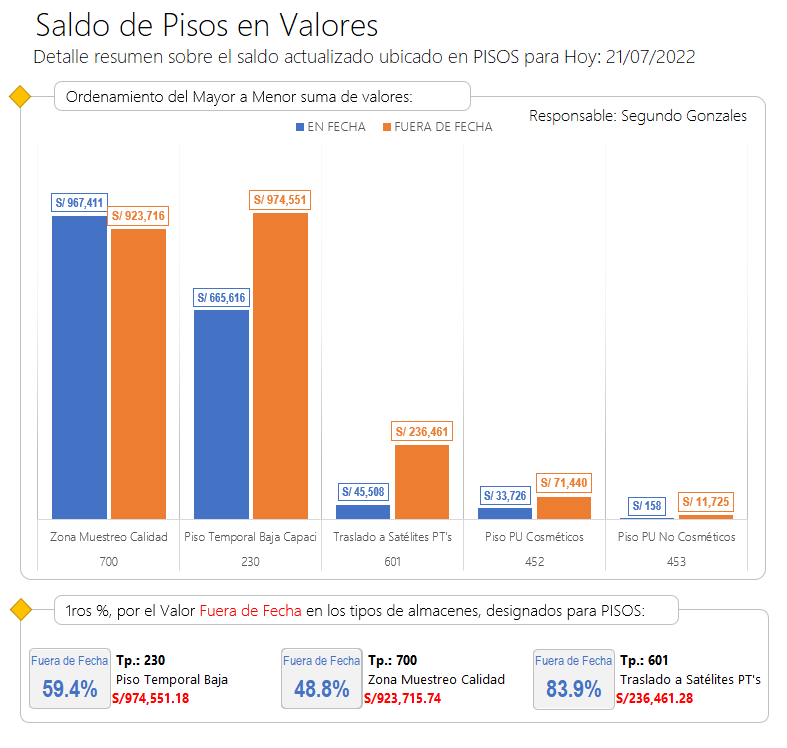 Saldo de Pisos en Valores
Detalle resumen sobre el saldo actualizado ubicado en PISOS para Hoy: 21/07/2022
Ordenamiento del Mayor a Menor suma de valores:
Responsable: Segundo Gonzales
EN FECHA FUERA DE FECHA
S/ 967,411
S/ 923,716
S/ 665,616
S/ 974,551
S/ 45,508
S/ 236,461
S/ 33,726
S/ 71,440
S/ 158
S/ 11,725
Zona Muestreo Calidad
Piso Temporal Baja Capaci
Traslado a Satélites PT's
Piso PU Cosméticos
Piso PU No Cosméticos
700
230
601
452
453
1ros %, por el Valor Fuera de Fecha en los tipos de almacenes, designados para PISOS:
Fuera de Fecha
59.4%
Tp.: 230
Piso Temporal Baja
S/974,551.18
Fuera de Fecha
48.8%
Tp.: 700
Zona Muestreo Calidad
S/923,715.74
Fuera de Fecha
83.9%
Tp.: 601
Traslado a Satélites PT's
S/236,461.28